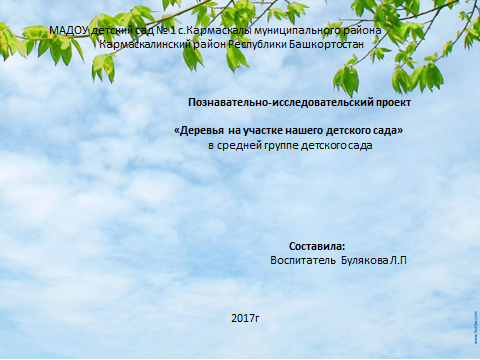 МАДОУ детский сад № 1 с.Кармаскалы муниципального района
Кармаскалинский район Республики Башкортостан
Познавательно-исследовательский проект
«Деревья на участке нашего детского сада»
в средней группе детского сада
Составила:
Воспитатель Булякова Л.П
2017г